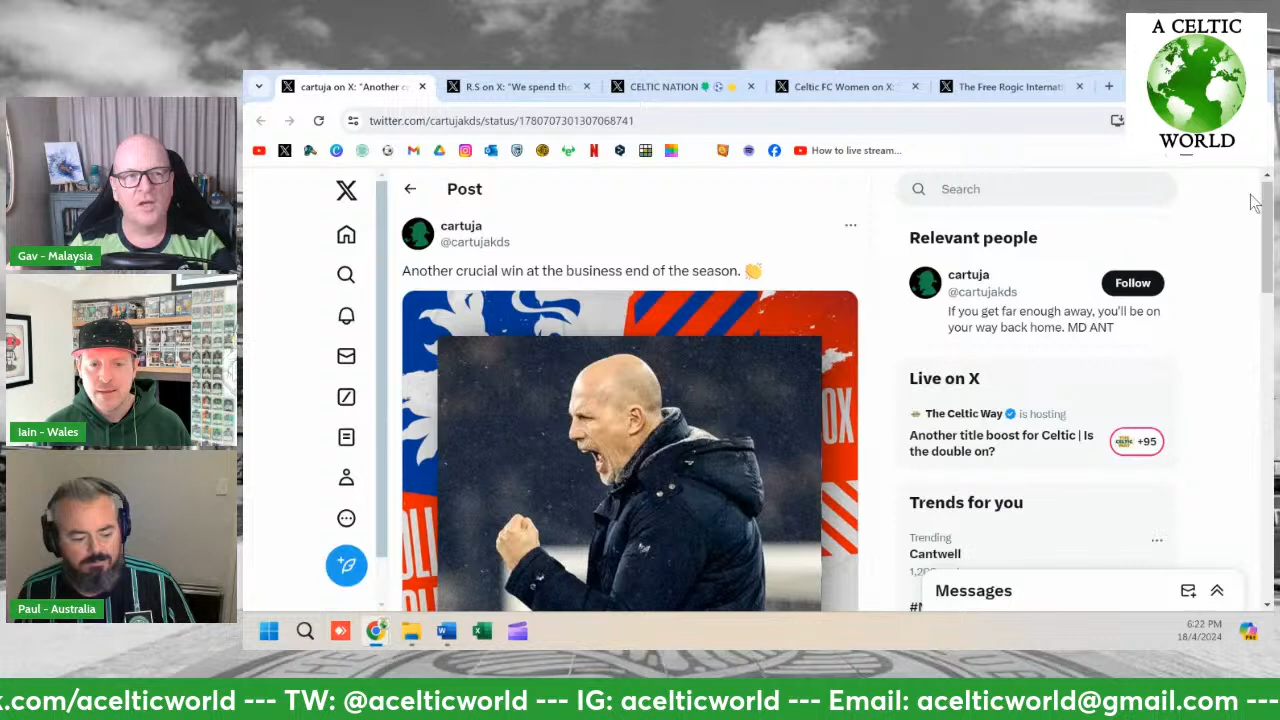 A CELTIC
WORLD
cartuja on X: "Another cr
R.S on X: "We spend tho
CELTIC NATION
Celtic FC Women on X:
The Free Rogic Internati
twitter.com/cartujakds/status/1780707301307068741
How to live stream...
Post
Search
cartuja
@cartujakds
Another crucial win at the business end of the season. 👏
Relevant people
cartuja
@cartujakds
Follow
If you get far enough away, you'll be on
your way back home. MD ANT
Live on X
The Celtic Way is hosting
Another title boost for Celtic | Is
the double on?
+95
Trends for you
Trending
Cantwell
Messages
Gav - Malaysia
Iain - Wales
Paul - Australia
6:22 PM
18/4/2024
k.com/acelticworld --- TW: @acelticworld --- IG: acelticworld --- Email: acelticworld@gmail.com ---